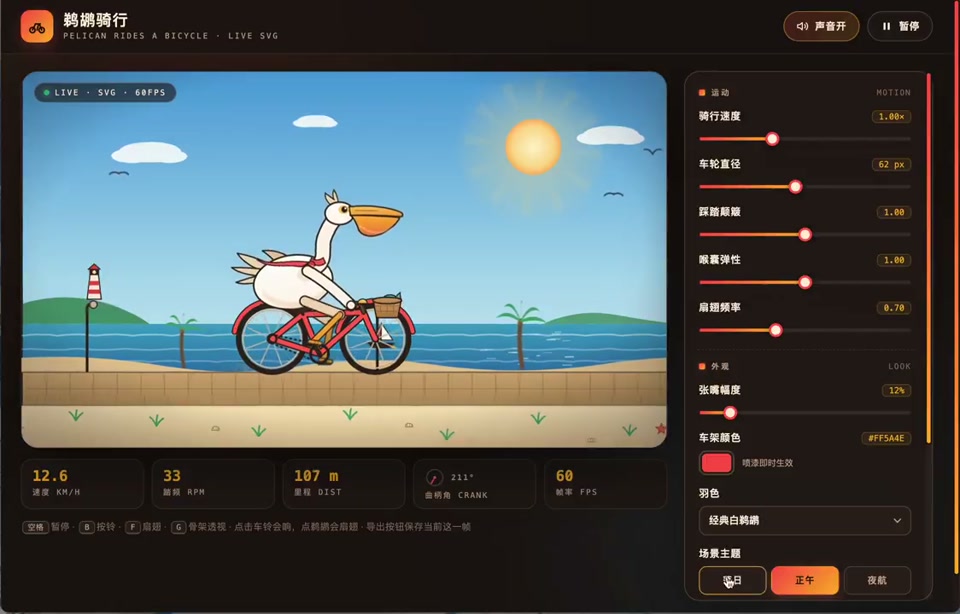 鹈鹕骑行
PELICAN RIDES A BICYCLE · LIVE SVG
声音开
暂停
LIVE · SVG · 60FPS
运动 MOTION
骑行速度 1.00×
车轮直径 62 px
踩踏颠簸 1.00
喉囊弹性 1.00
扇翅频率 0.70
外观 LOOK
张嘴幅度 12%
车架颜色 #FF5A4E
喷漆即时生效
羽色
经典白鹈鹕
场景主题
日 正午 夜航
12.6
速度 KM/H
33
踏频 RPM
107 m
里程 DIST
211°
曲柄角 CRANK
60
帧率 FPS
空格 暂停 · B 按铃 · F 扇翅 · G 骨架透视 · 点击车铃会响，点鹈鹕会扇翅 · 导出按钮保存当前这一帧